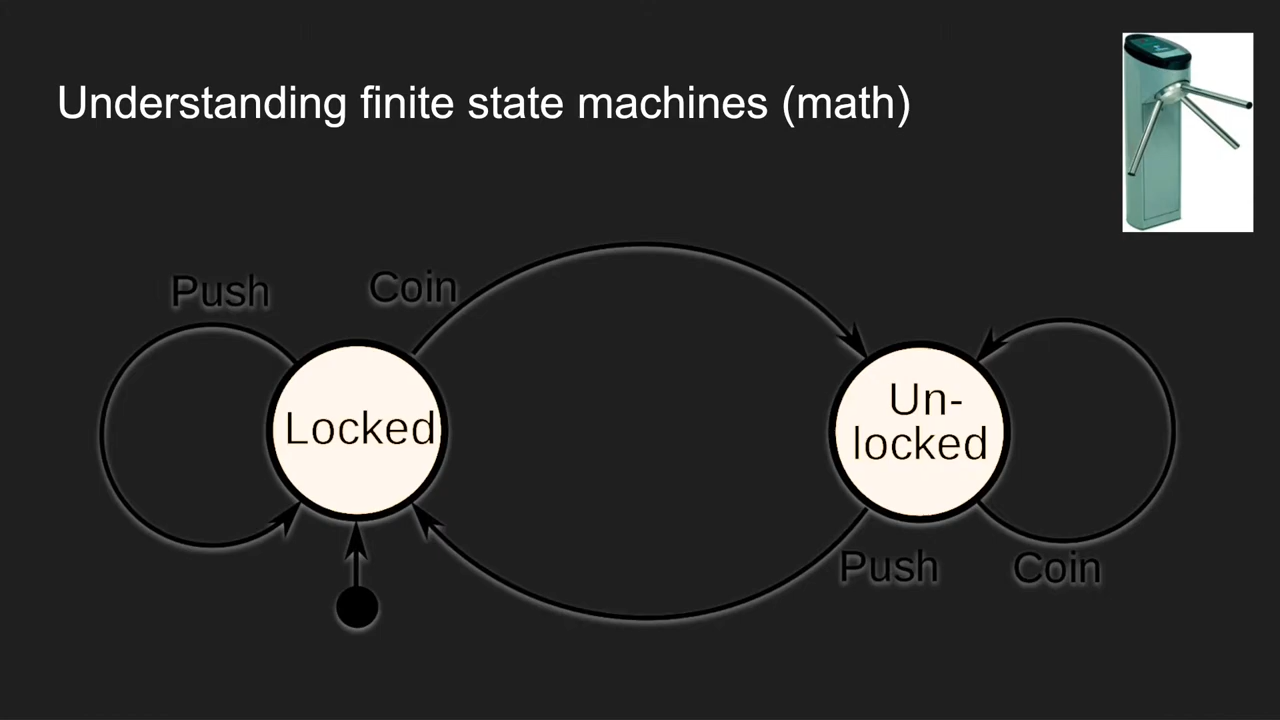 Understanding finite state machines (math)
Push
Coin
Locked
Un-
locked
Push
Coin